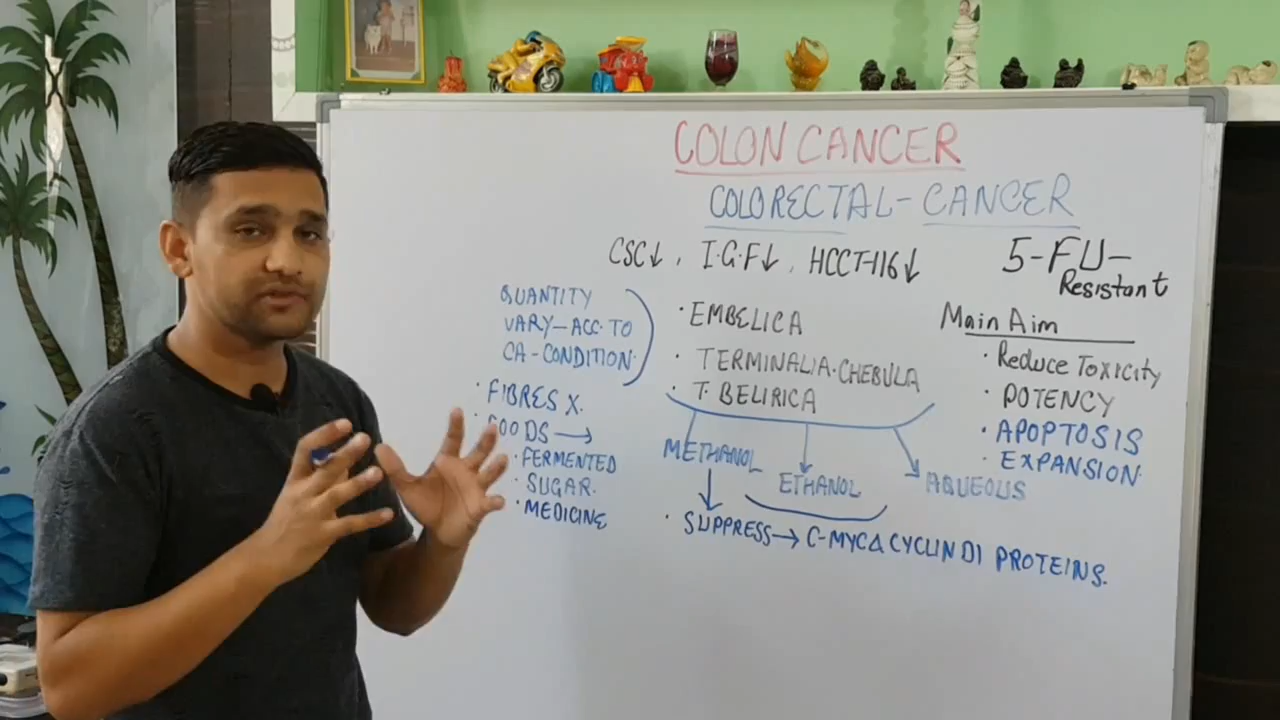 COLON CANCER
COLORECTAL-CANCER
CSC↓, I.G.F↓, HCCT-116↓
5-FU-
Resistant
QUANTITY
VARY-ACC.TO
CA-CONDITION.
· FIBRES X.
· FOODS →
· FERMENTED
· SUGAR.
· MEDICINE
· EMBELICA
· TERMINALIA.CHEBULA
· T. BELIRICA
METHANOL
ETHANOL
AQUEOUS
· SUPPRESS → C-MYC & CYCLIN D1 PROTEINS.
Main Aim
· Reduce Toxicity
· POTENCY
· APOPTOSIS
· EXPANSION.